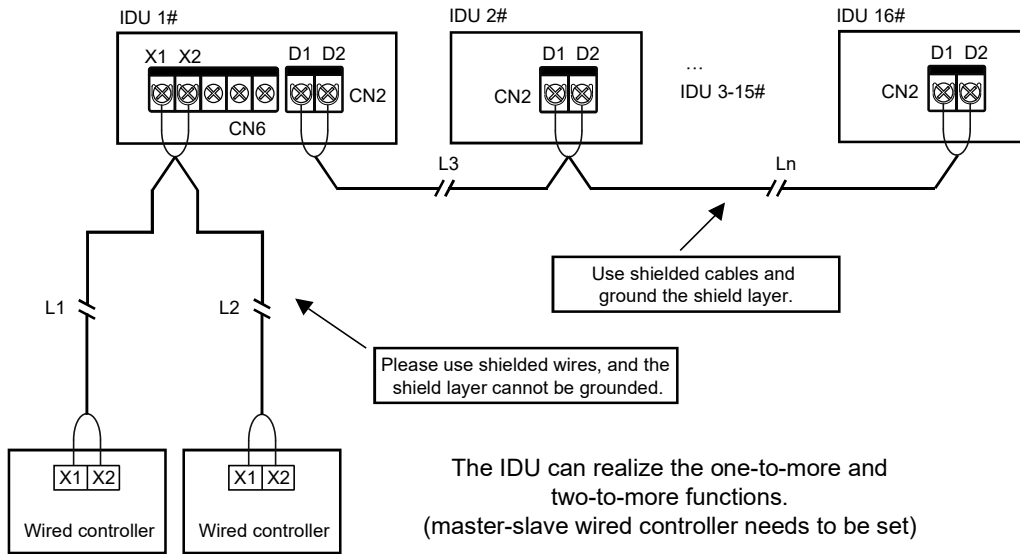 IDU 1#
IDU 2#
IDU 16#
X1 X2
D1 D2
CN2
CN6
D1 D2
CN2
...
IDU 3-15#
D1 D2
CN2
L3
Ln
Use shielded cables and
ground the shield layer.
L1
L2
Please use shielded wires, and the
shield layer cannot be grounded.
X1 X2
Wired controller
X1 X2
Wired controller
The IDU can realize the one-to-more and
two-to-more functions.
(master-slave wired controller needs to be set)